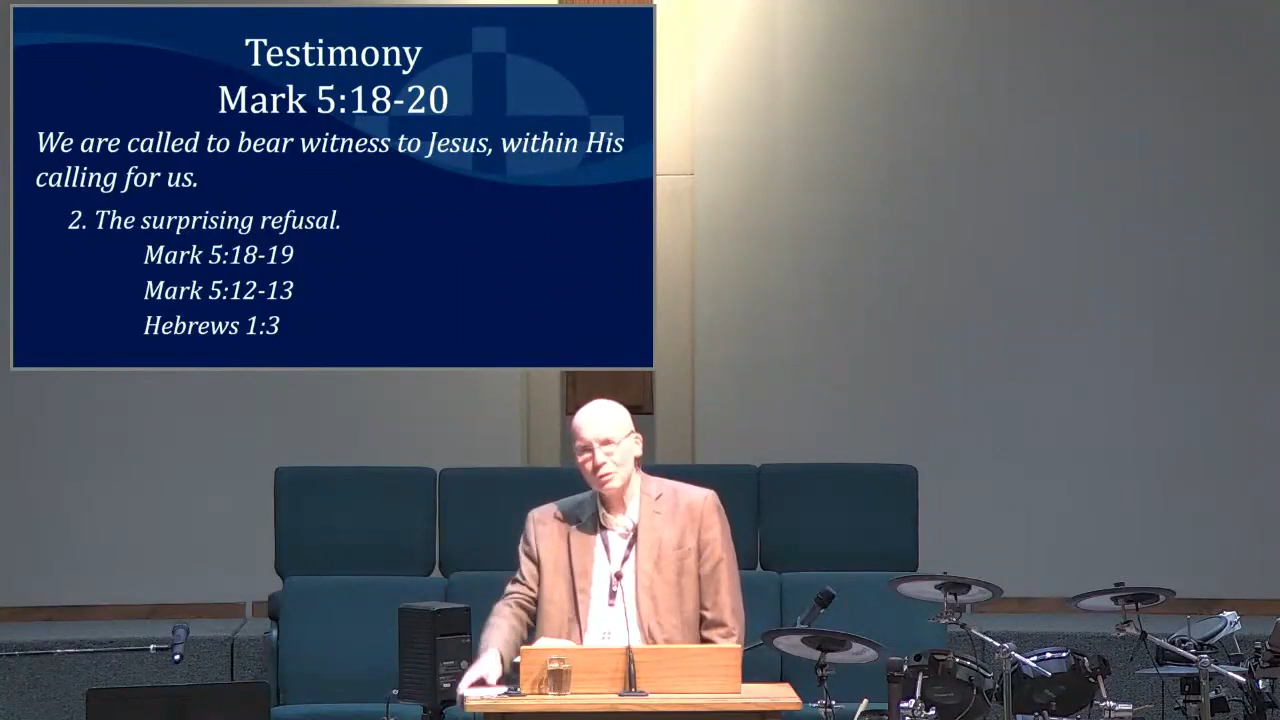 Testimony
Mark 5:18-20
We are called to bear witness to Jesus, within His
calling for us.
2. The surprising refusal.
Mark 5:18-19
Mark 5:12-13
Hebrews 1:3